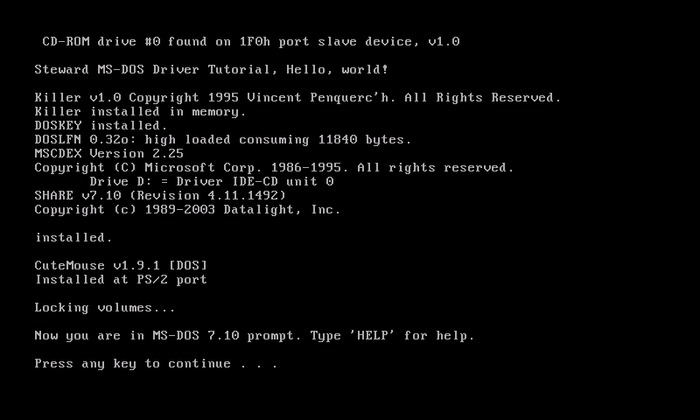 CD-ROM drive #0 found on 1F0h port slave device, v1.0
Steward MS-DOS Driver Tutorial, Hello, world!
Killer v1.0 Copyright 1995 Vincent Penquerc'h. All Rights Reserved.
Killer installed in memory.
DOSKEY installed.
DOSLFN 0.32o: high loaded consuming 11840 bytes.
MSCDEX Version 2.25
Copyright (C) Microsoft Corp. 1986-1995. All rights reserved.
Drive D: = Driver IDE-CD unit 0
SHARE v7.10 (Revision 4.11.1492)
Copyright (c) 1989-2003 Datalight, Inc.
installed.
CuteMouse v1.9.1 [DOS]
Installed at PS/2 port
Locking volumes...
Now you are in MS-DOS 7.10 prompt. Type 'HELP' for help.
Press any key to continue . . .